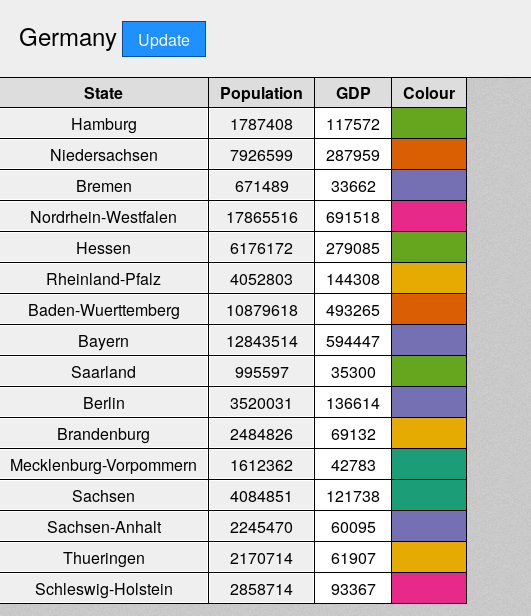 Germany Update
State Population GDP Colour
Hamburg 1787408 117572
Niedersachsen 7926599 287959
Bremen 671489 33662
Nordrhein-Westfalen 17865516 691518
Hessen 6176172 279085
Rheinland-Pfalz 4052803 144308
Baden-Wuerttemberg 10879618 493265
Bayern 12843514 594447
Saarland 995597 35300
Berlin 3520031 136614
Brandenburg 2484826 69132
Mecklenburg-Vorpommern 1612362 42783
Sachsen 4084851 121738
Sachsen-Anhalt 2245470 60095
Thueringen 2170714 61907
Schleswig-Holstein 2858714 93367